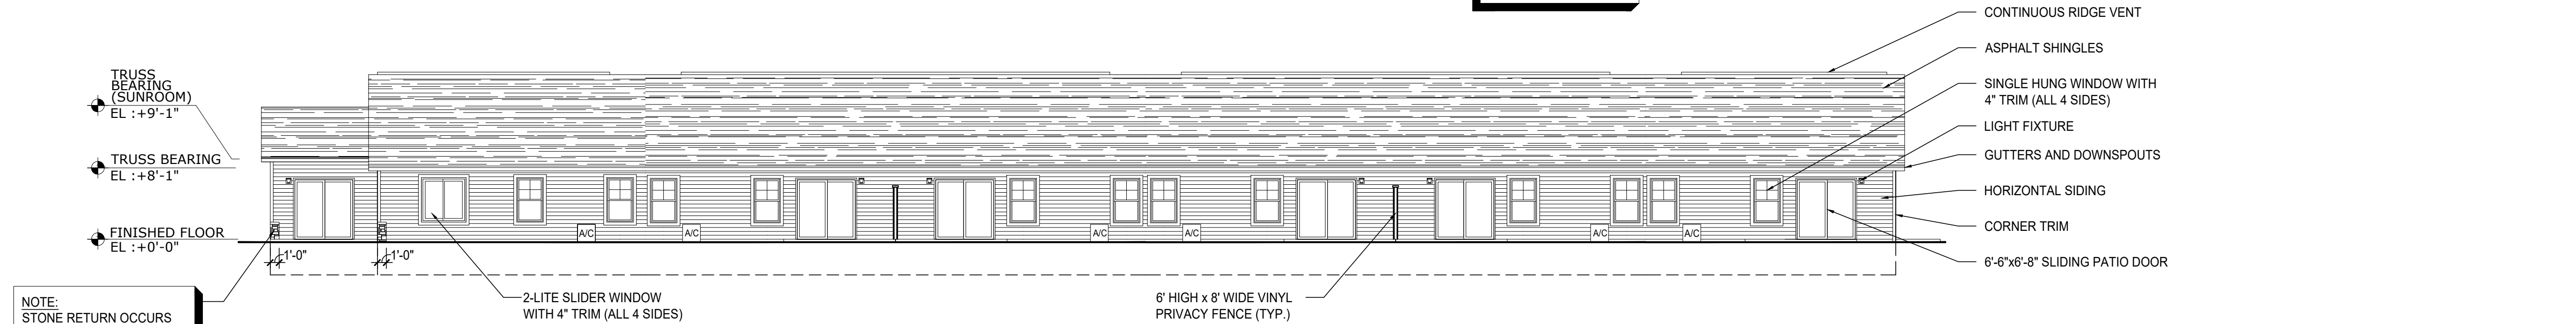 TRUSS
BEARING
(SUNROOM)
EL :+9'-1"
TRUSS BEARING
EL :+8'-1"
FINISHED FLOOR
EL :+0'-0"
1'-0"
1'-0"
NOTE:
STONE RETURN OCCURS
A/C
A/C
A/C
A/C
A/C
A/C
2-LITE SLIDER WINDOW
WITH 4" TRIM (ALL 4 SIDES)
6' HIGH x 8' WIDE VINYL
PRIVACY FENCE (TYP.)
CONTINUOUS RIDGE VENT
ASPHALT SHINGLES
SINGLE HUNG WINDOW WITH
4" TRIM (ALL 4 SIDES)
LIGHT FIXTURE
GUTTERS AND DOWNSPOUTS
HORIZONTAL SIDING
CORNER TRIM
6'-6"x6'-8" SLIDING PATIO DOOR